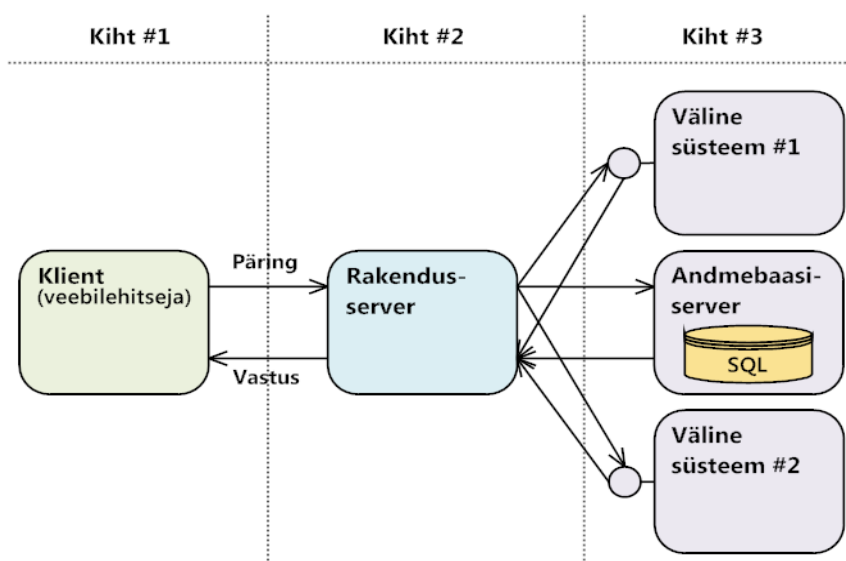 Kiht #1
Kiht #2
Kiht #3
Väline
süsteem #1
Klient
(veebilehitseja)
Päring
Vastus
Rakendus-
server
Andmebaasi-
server
SQL
Väline
süsteem #2